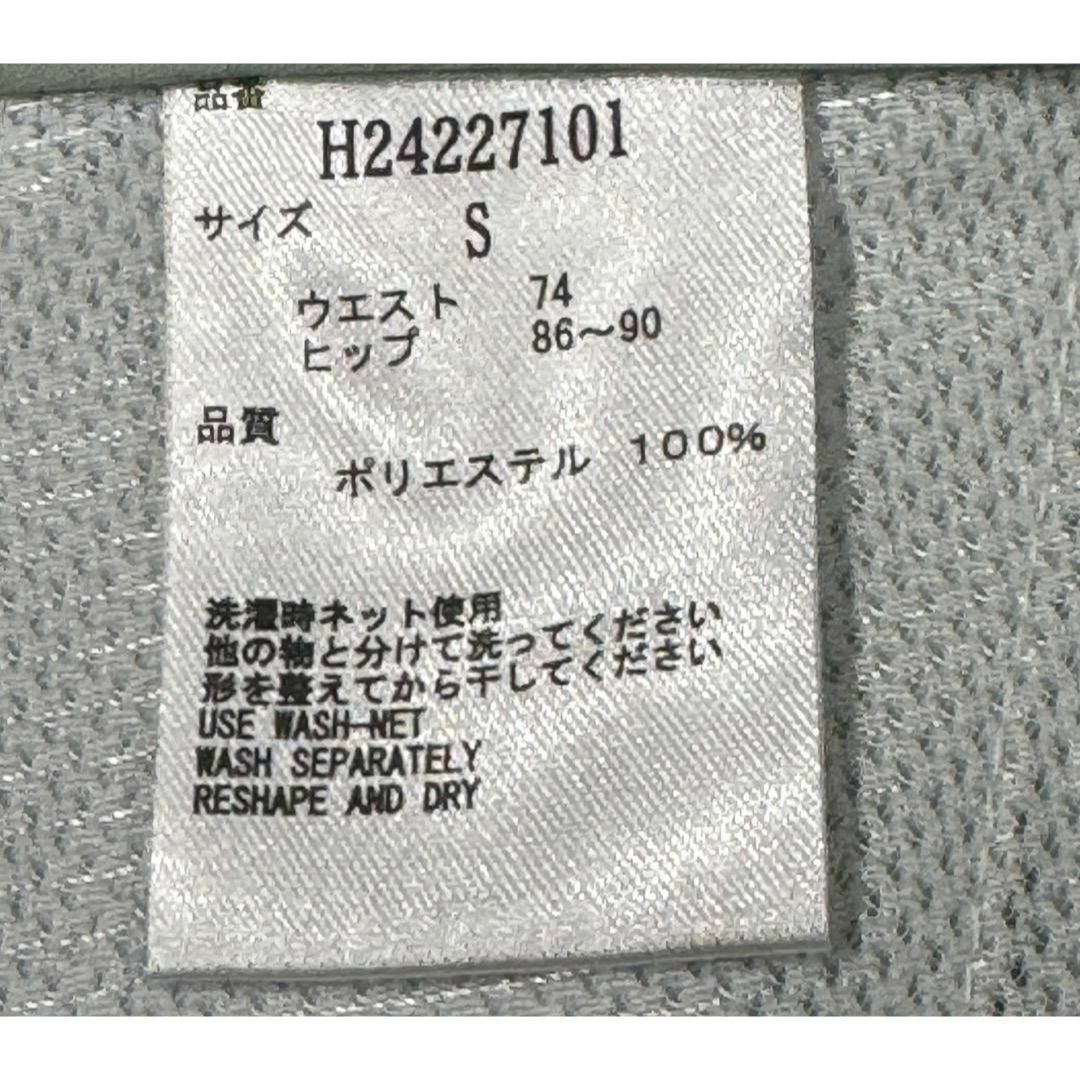 品番
H24227101
サイズ S
ウエスト 74
ヒップ 86～90
品質
ポリエステル 100%
洗濯時ネット使用
他の物と分けて洗ってください
形を整えてから干してください
USE WASH-NET
WASH SEPARATELY
RESHAPE AND DRY